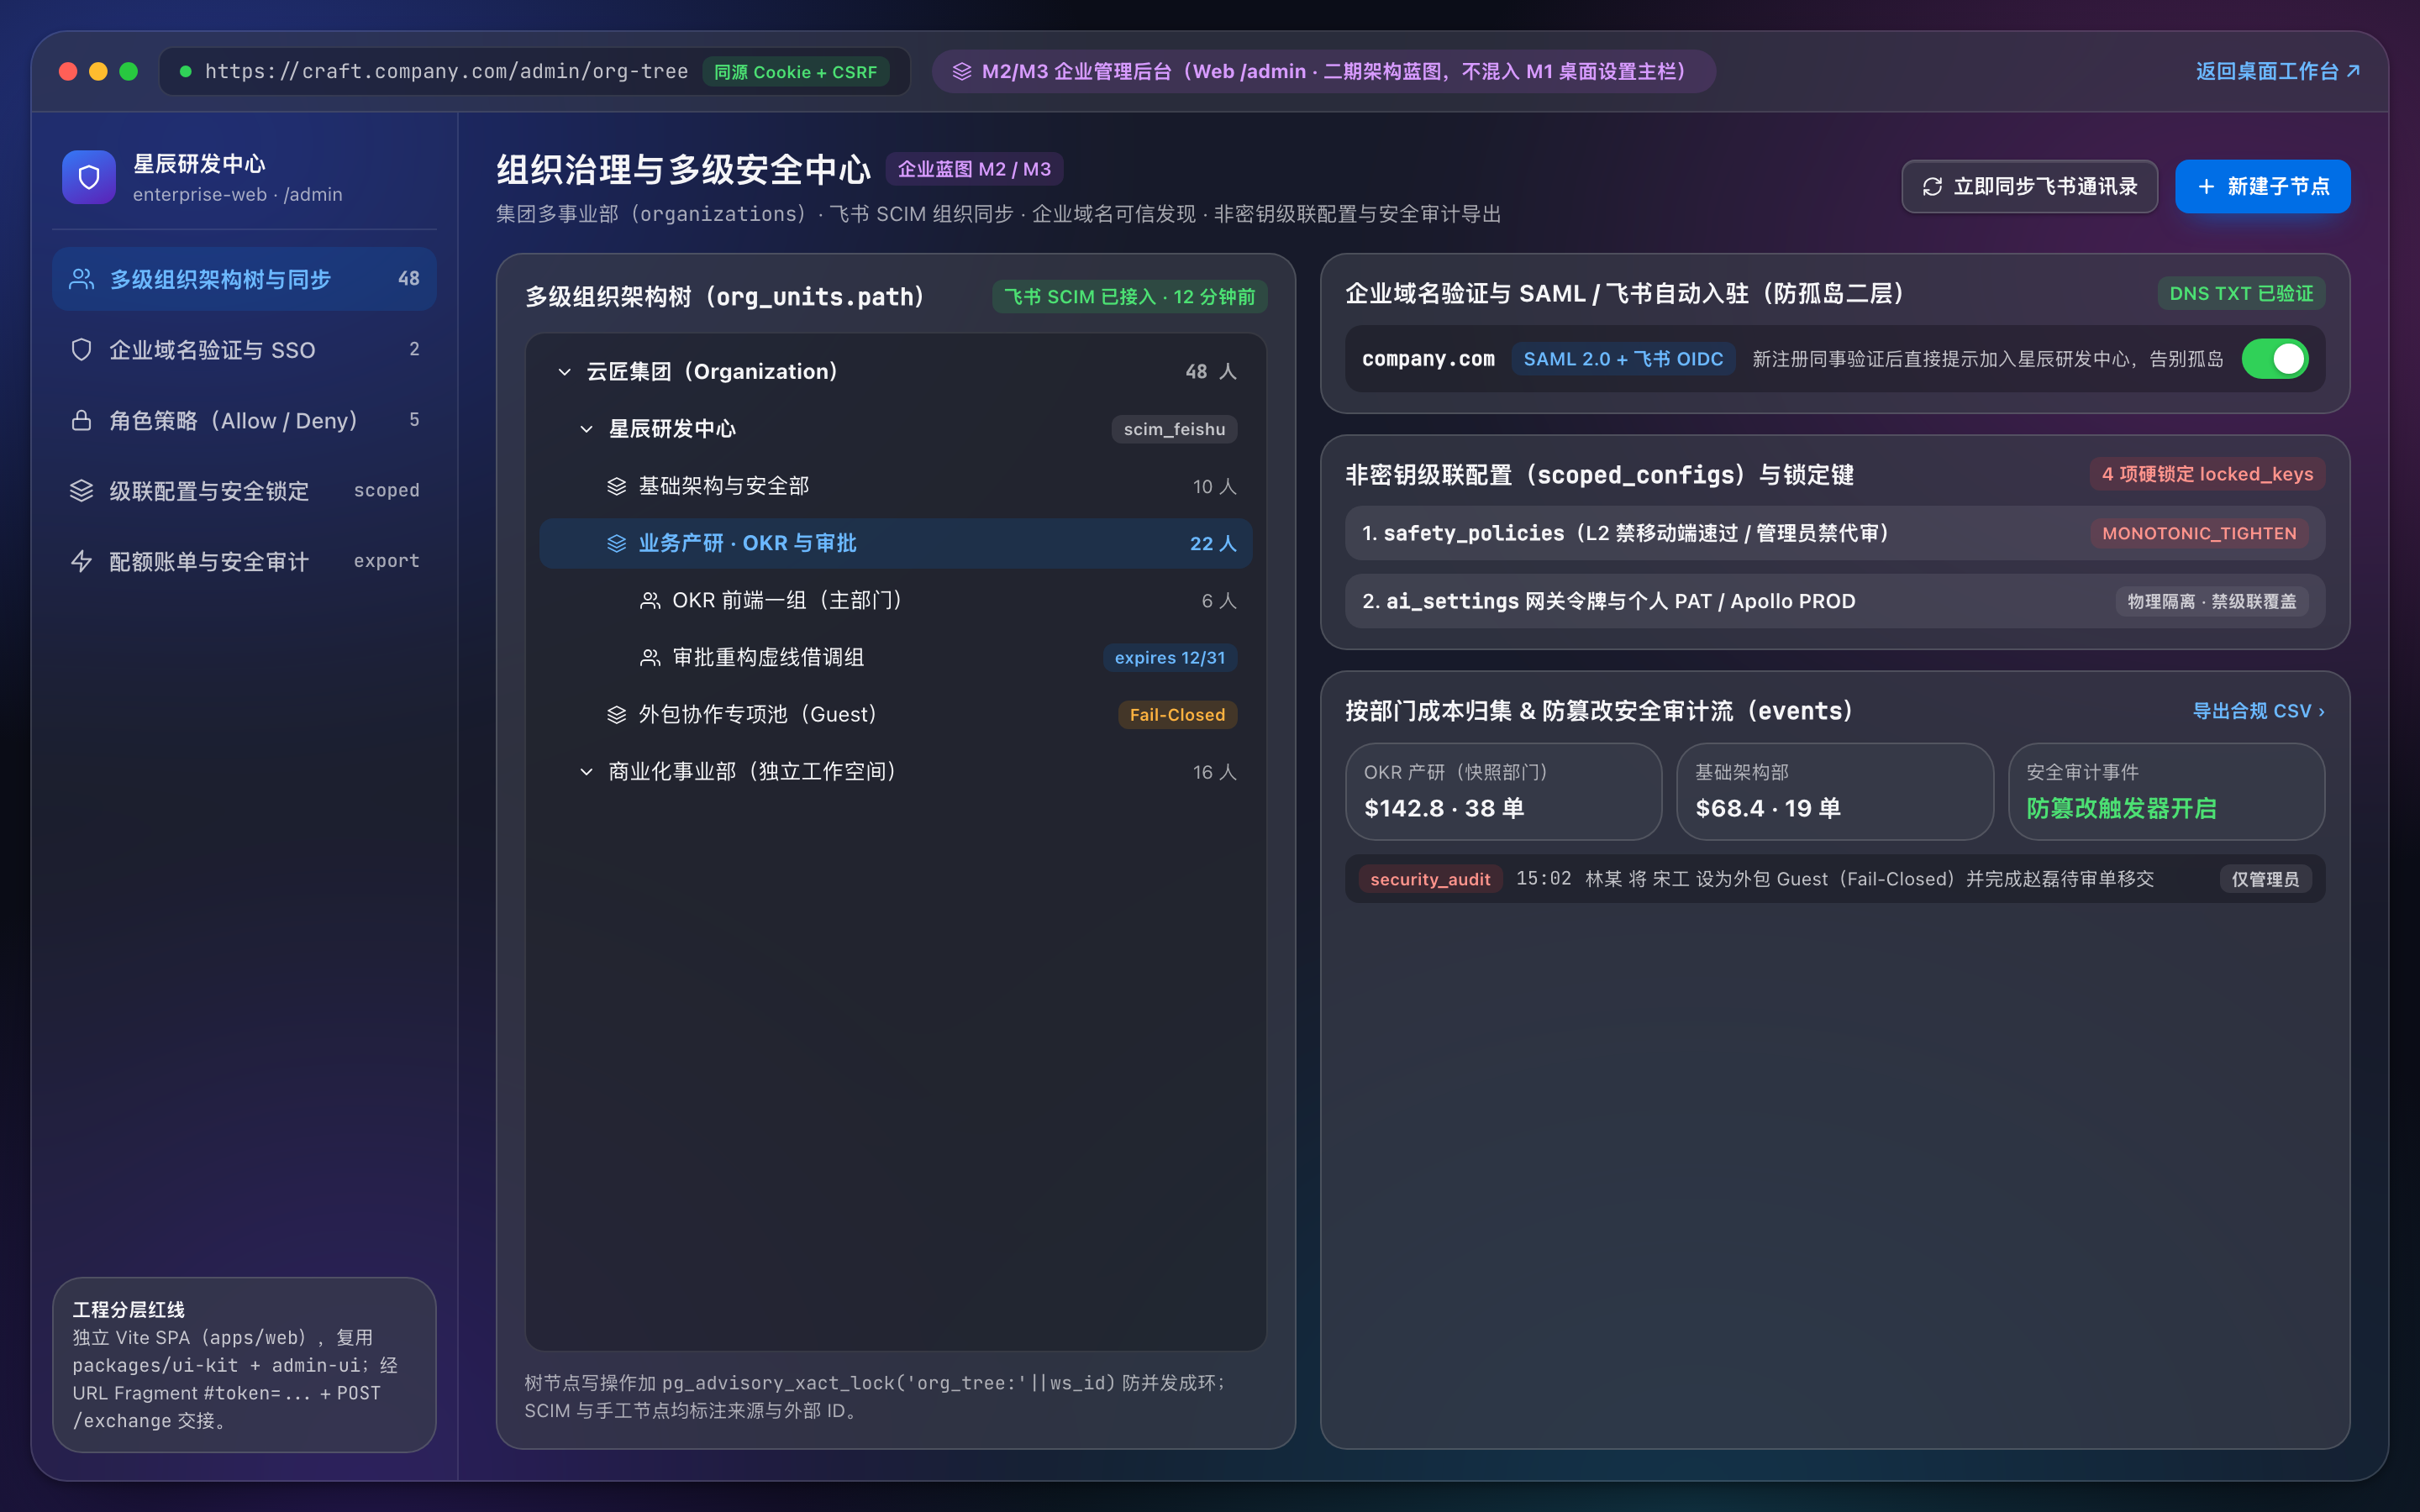 https://craft.company.com/admin/org-tree 同源 Cookie + CSRF
M2/M3 企业管理后台（Web /admin · 二期架构蓝图，不混入 M1 桌面设置主栏）
返回桌面工作台 ↗
星辰研发中心
enterprise-web · /admin
多级组织架构树与同步 48
企业域名验证与 SSO 2
角色策略（Allow / Deny） 5
级联配置与安全锁定 scoped
配额账单与安全审计 export
工程分层红线
独立 Vite SPA（apps/web），复用
packages/ui-kit + admin-ui；经
URL Fragment #token=... + POST
/exchange 交接。
组织治理与多级安全中心 企业蓝图 M2 / M3
集团多事业部（organizations）· 飞书 SCIM 组织同步 · 企业域名可信发现 · 非密钥级联配置与安全审计导出
立即同步飞书通讯录
+ 新建子节点
多级组织架构树（org_units.path） 飞书 SCIM 已接入 · 12 分钟前
云匠集团（Organization） 48 人
星辰研发中心 scim_feishu
基础架构与安全部 10 人
业务产研 · OKR 与审批 22 人
OKR 前端一组（主部门） 6 人
审批重构虚线借调组 expires 12/31
外包协作专项池（Guest） Fail-Closed
商业化事业部（独立工作空间） 16 人
树节点写操作加 pg_advisory_xact_lock('org_tree:'||ws_id) 防并发成环；
SCIM 与手工节点均标注来源与外部 ID。
企业域名验证与 SAML / 飞书自动入驻（防孤岛二层） DNS TXT 已验证
company.com SAML 2.0 + 飞书 OIDC 新注册同事验证后直接提示加入星辰研发中心，告别孤岛
非密钥级联配置（scoped_configs）与锁定键 4 项硬锁定 locked_keys
1. safety_policies（L2 禁移动端速过 / 管理员禁代审） MONOTONIC_TIGHTEN
2. ai_settings 网关令牌与个人 PAT / Apollo PROD 物理隔离 · 禁级联覆盖
按部门成本归集 & 防篡改安全审计流（events） 导出合规 CSV ›
OKR 产研（快照部门）
$142.8 · 38 单
基础架构部
$68.4 · 19 单
安全审计事件
防篡改触发器开启
security_audit 15:02 林某 将 宋工 设为外包 Guest（Fail-Closed）并完成赵磊待审单移交 仅管理员